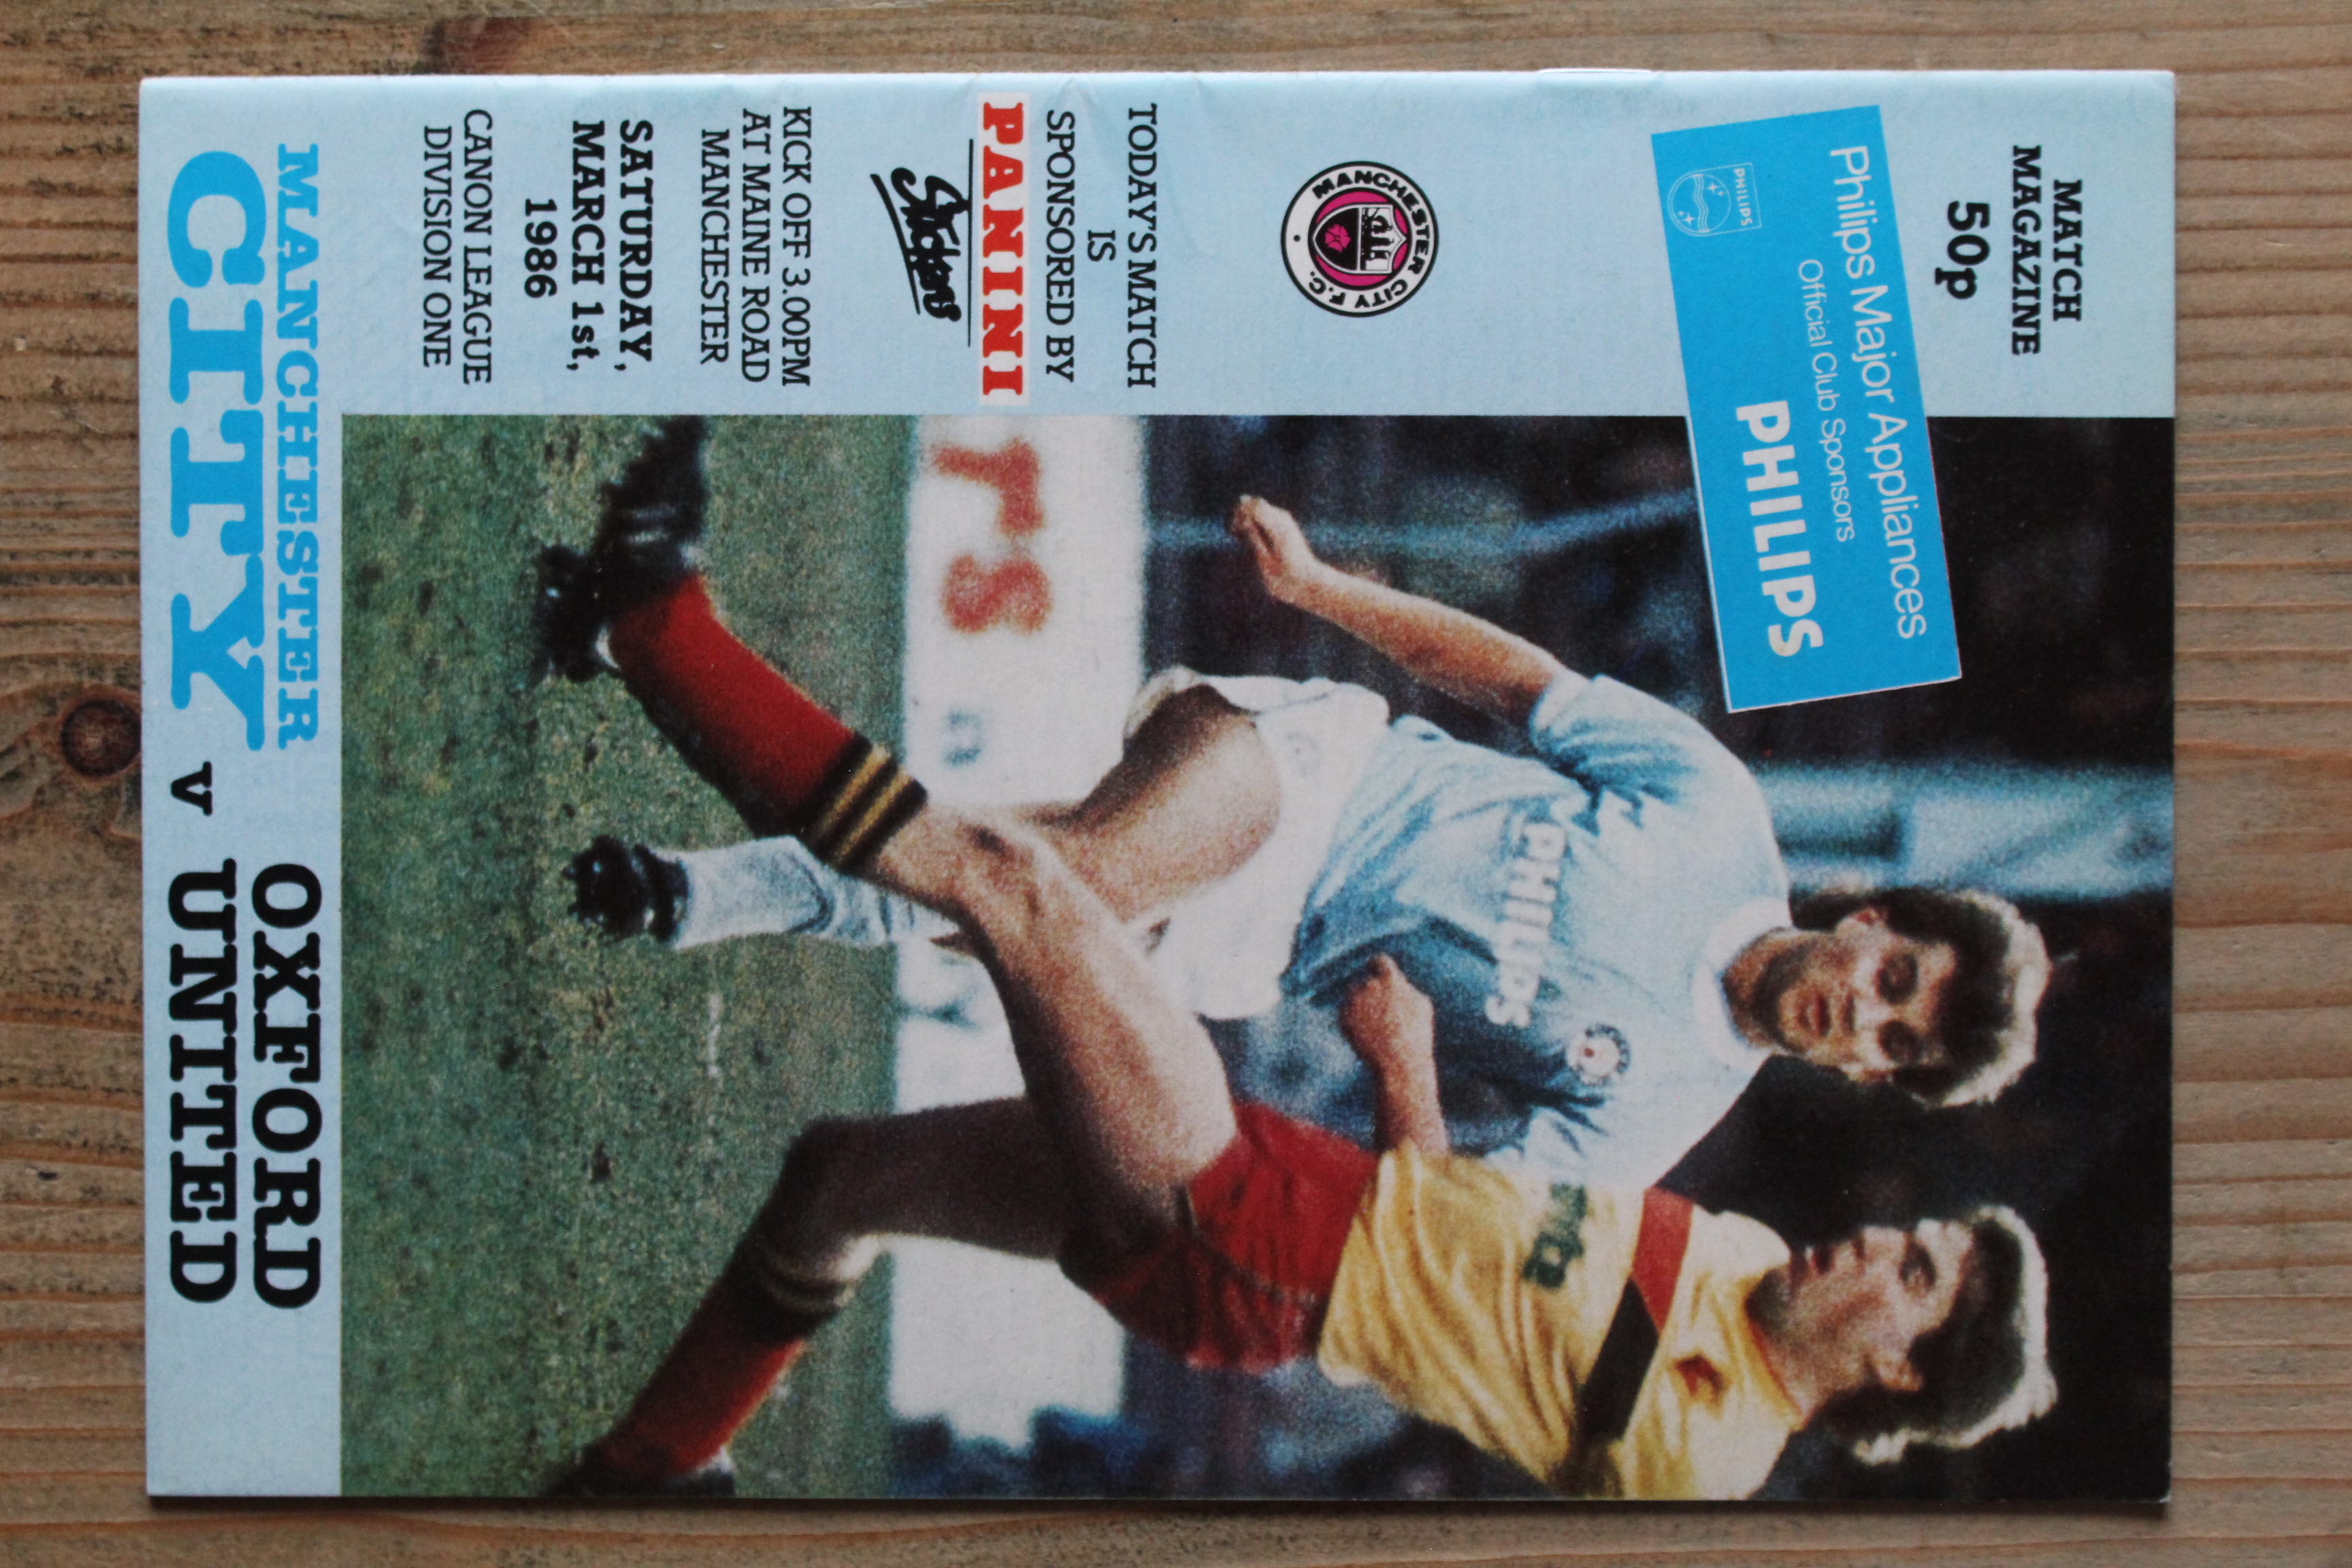 MATCH
MAGAZINE
50p
Philips Major Appliances
Official Club Sponsors
PHILIPS
PHILIPS
MANCHESTER CITY F.C.
TODAY'S MATCH
IS
SPONSORED BY
PANINI
Stickers
KICK OFF 3.00PM
AT MAINE ROAD
MANCHESTER
SATURDAY,
MARCH 1st,
1986
CANON LEAGUE
DIVISION ONE
PHILIPS
TS
MANCHESTER
CITY
v
OXFORD
UNITED